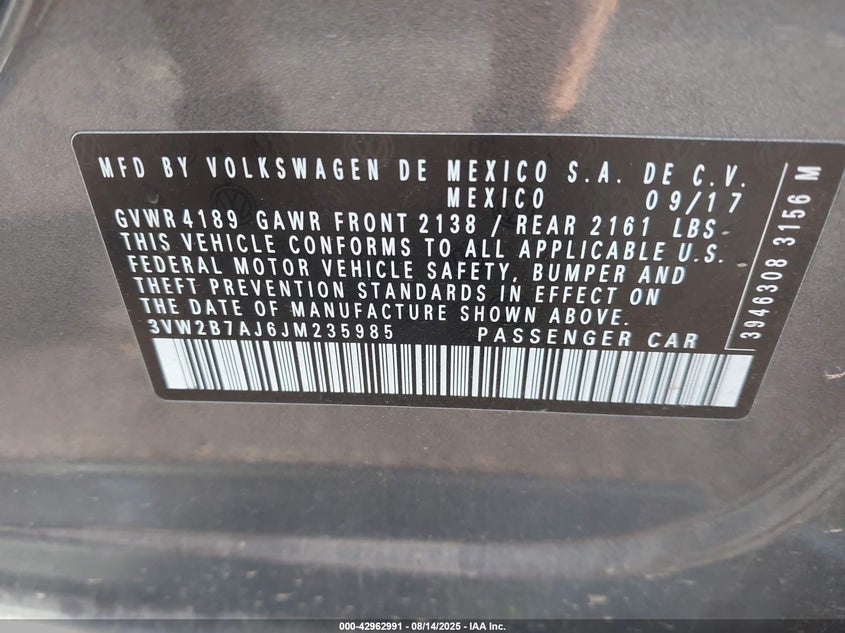 MFD BY VOLKSWAGEN DE MEXICO S.A. DE C.V.
MEXICO 09/17
GVWR 4189 GAWR FRONT 2138 / REAR 2161 LBS
THIS VEHICLE CONFORMS TO ALL APPLICABLE U.S.
FEDERAL MOTOR VEHICLE SAFETY, BUMPER AND
THEFT PREVENTION STANDARDS IN EFFECT ON
THE DATE OF MANUFACTURE SHOWN ABOVE.
3VW2B7AJ6JM235985 PASSENGER CAR
3946308 3156 M
000-42962991 - 08/14/2025 - IAA Inc.